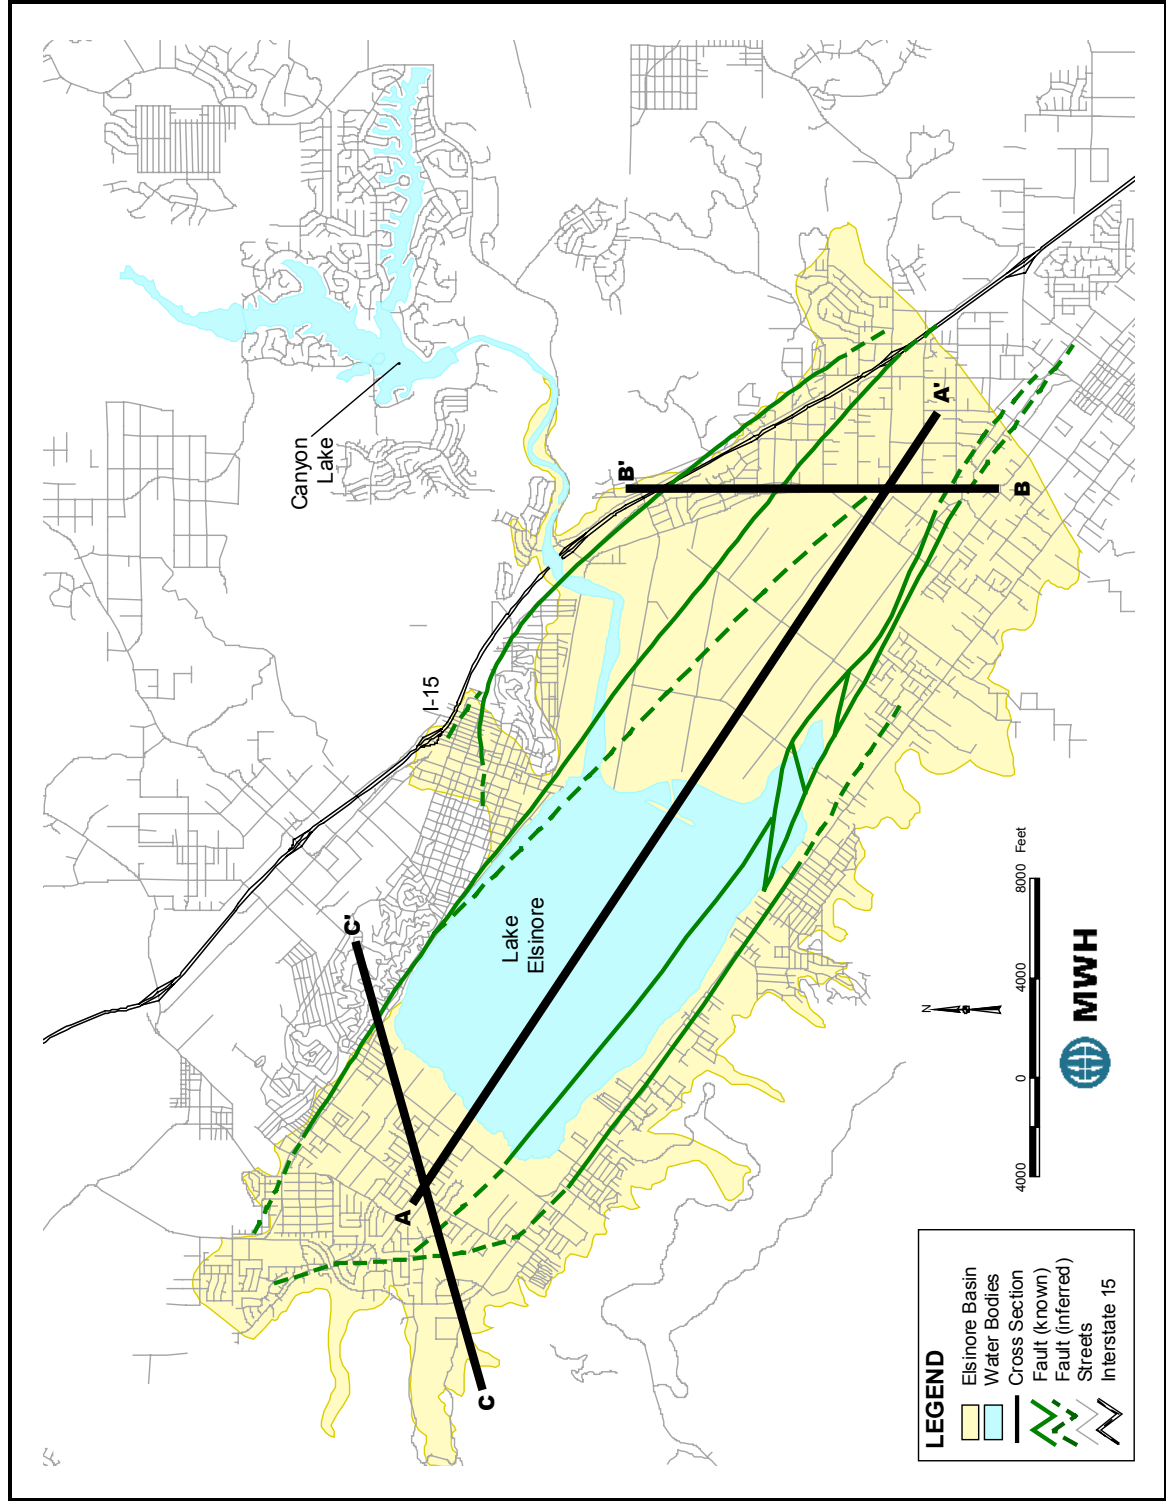 Canyon
Lake
I-15
B'
A'
B
C'
Lake
Elsinore
A
C
N
4000
0
4000
8000
Feet
MWH
LEGEND
Elsinore Basin
Water Bodies
Cross Section
Fault (known)
Fault (inferred)
Streets
Interstate 15